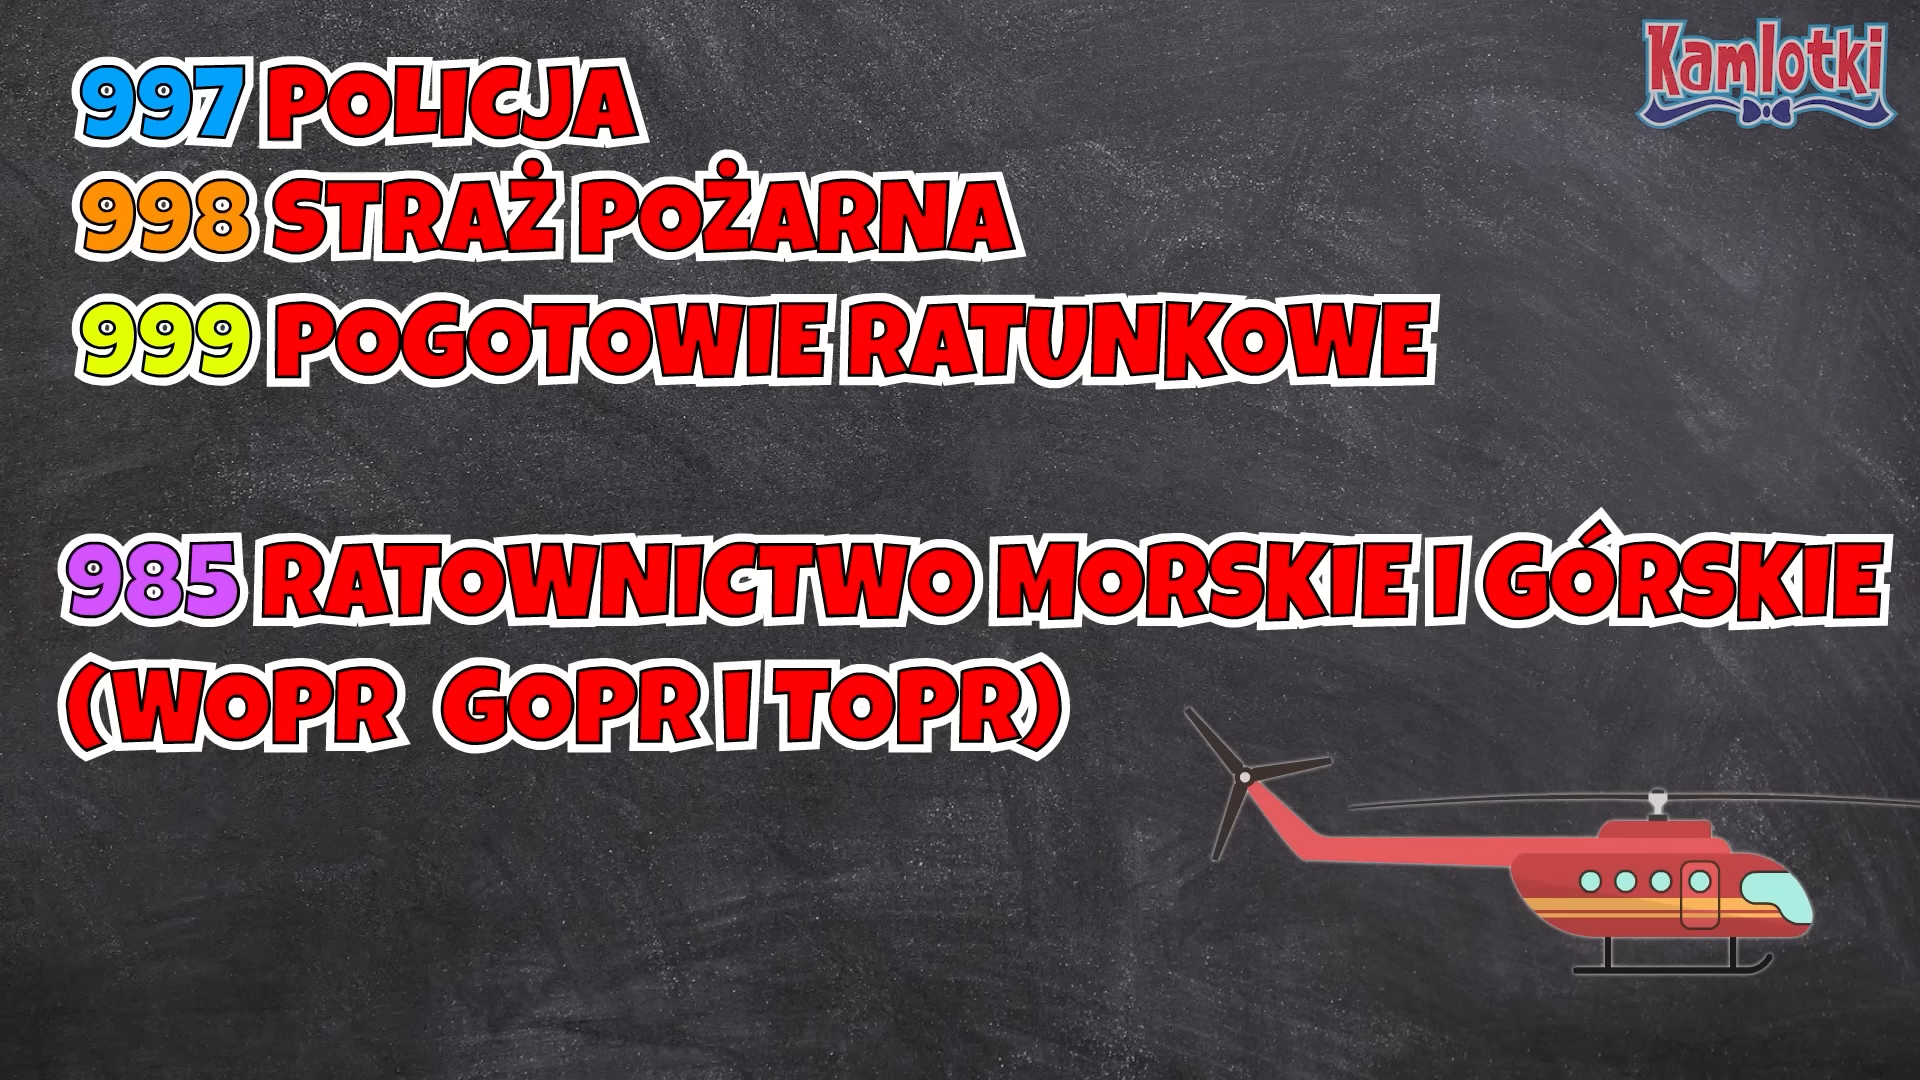 Kamlotki
997 POLICJA
998 STRAŻ POŻARNA
999 POGOTOWIE RATUNKOWE
985 RATOWNICTWO MORSKIE I GÓRSKIE
(WOPR GOPR I TOPR)